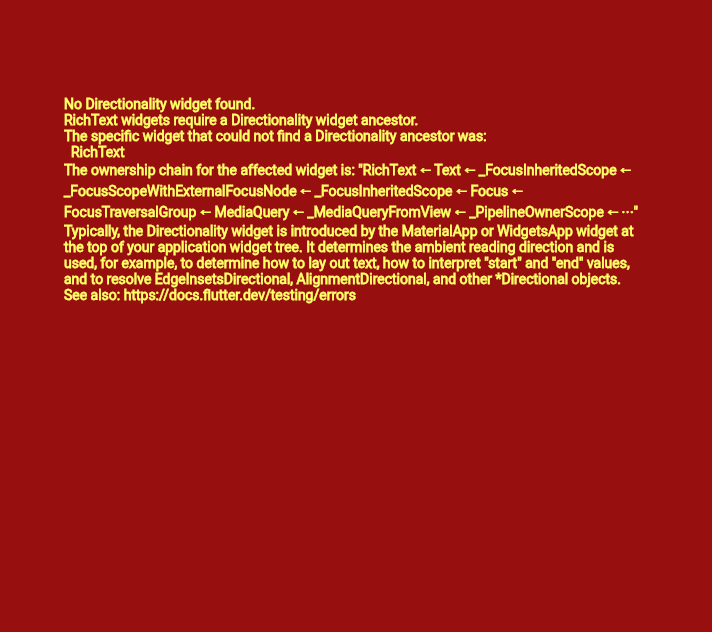 No Directionality widget found.
RichText widgets require a Directionality widget ancestor.
The specific widget that could not find a Directionality ancestor was:
  RichText
The ownership chain for the affected widget is: "RichText ← Text ← _FocusInheritedScope ←
_FocusScopeWithExternalFocusNode ← _FocusInheritedScope ← Focus ←
FocusTraversalGroup ← MediaQuery ← _MediaQueryFromView ← _PipelineOwnerScope ← ⋯"
Typically, the Directionality widget is introduced by the MaterialApp or WidgetsApp widget at
the top of your application widget tree. It determines the ambient reading direction and is
used, for example, to determine how to lay out text, how to interpret "start" and "end" values,
and to resolve EdgeInsetsDirectional, AlignmentDirectional, and other *Directional objects.
See also: https://docs.flutter.dev/testing/errors